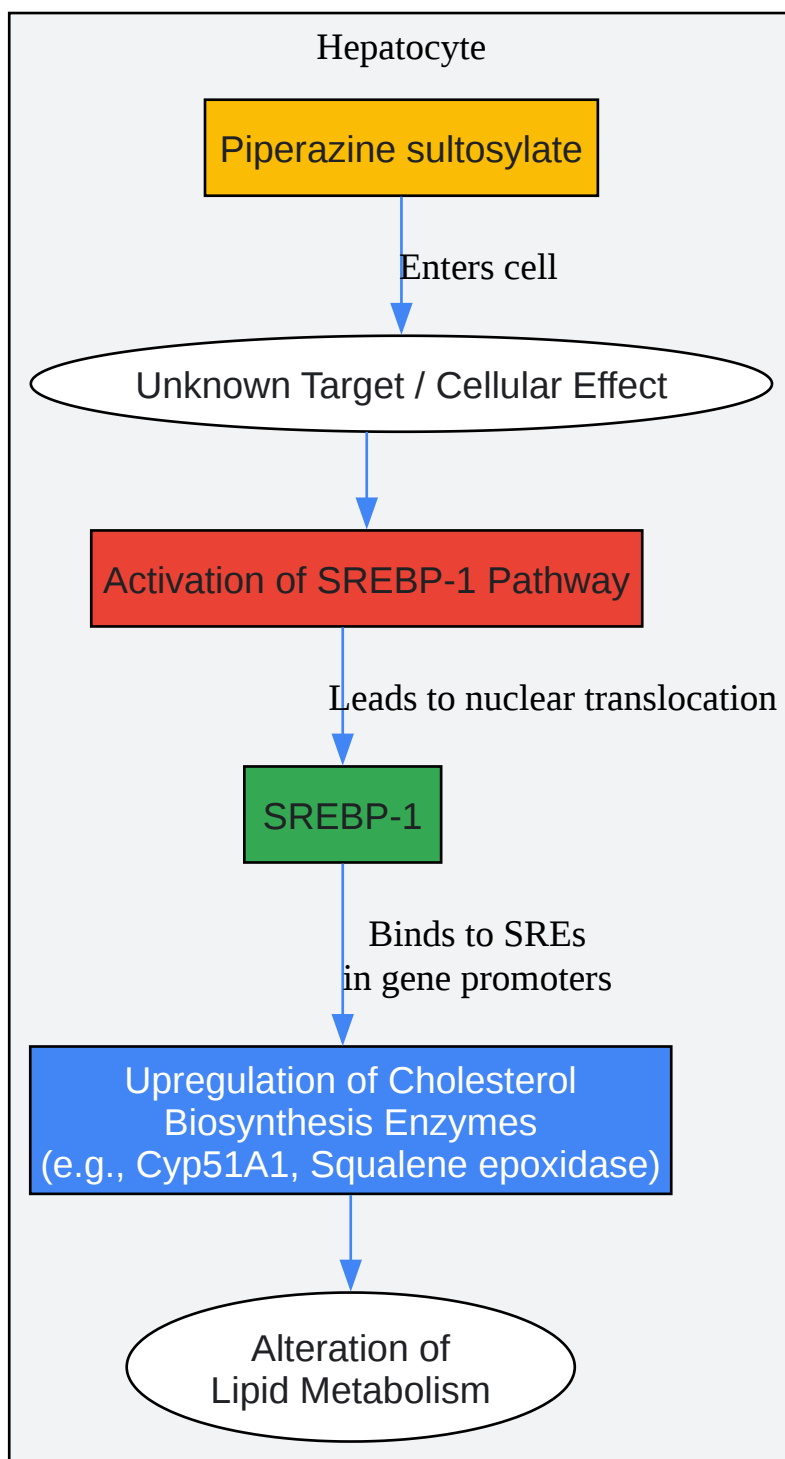 Hepatocyte
Piperazine sultosylate
Enters cell
Unknown Target / Cellular Effect
Activation of SREBP-1 Pathway
Leads to nuclear translocation
SREBP-1
Binds to SREs
in gene promoters
Upregulation of Cholesterol
Biosynthesis Enzymes
(e.g., Cyp51A1, Squalene epoxidase)
Alteration of
Lipid Metabolism